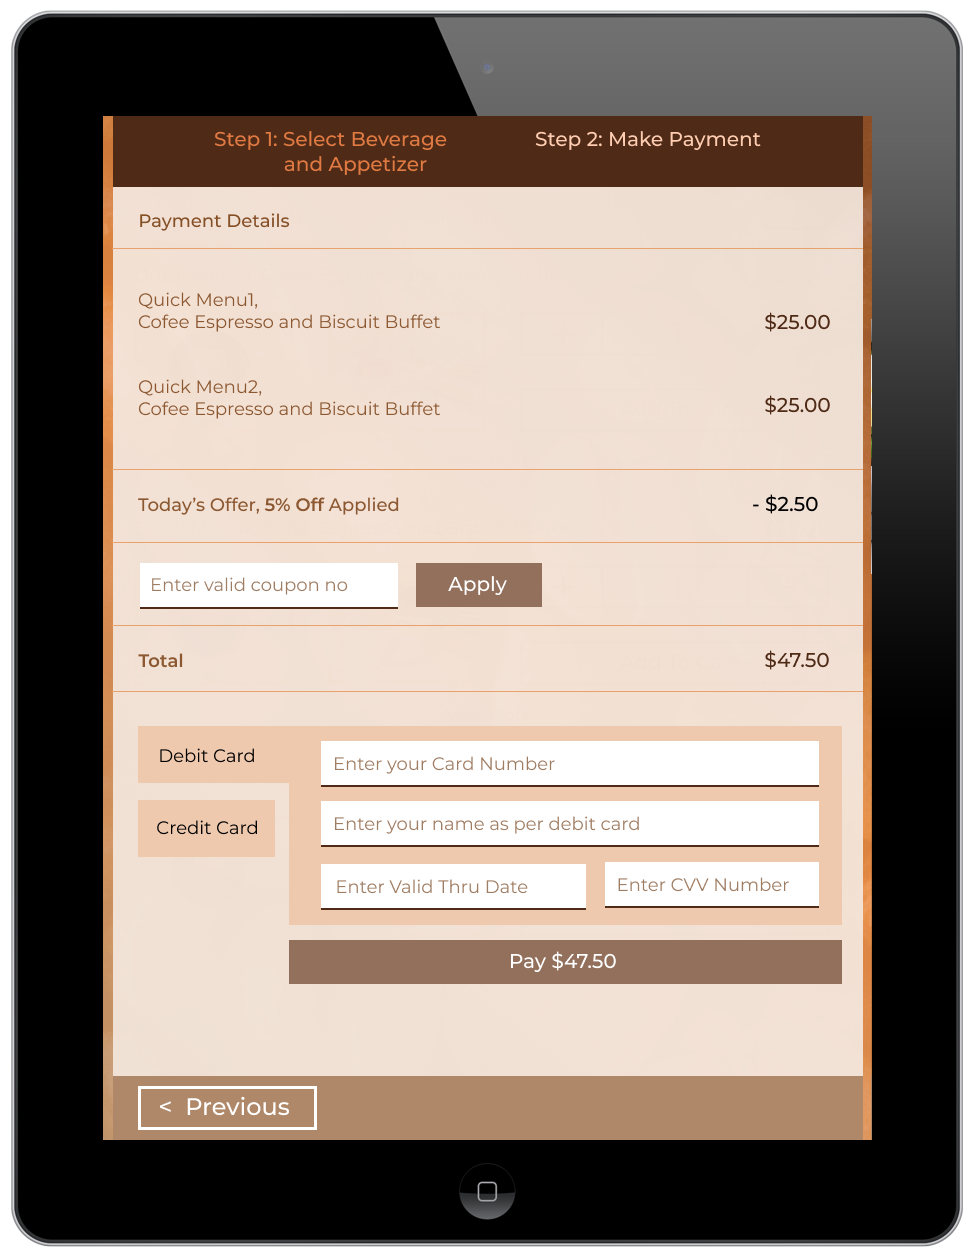 Step 1: Select Beverage
and Appetizer
Step 2: Make Payment
Payment Details
Quick Menu1,
Cofee Espresso and Biscuit Buffet
$25.00
Quick Menu2,
Cofee Espresso and Biscuit Buffet
$25.00
Today’s Offer, 5% Off Applied
- $2.50
Enter valid coupon no
Apply
Total
$47.50
Debit Card
Enter your Card Number
Credit Card
Enter your name as per debit card
Enter Valid Thru Date
Enter CVV Number
Pay $47.50
< Previous